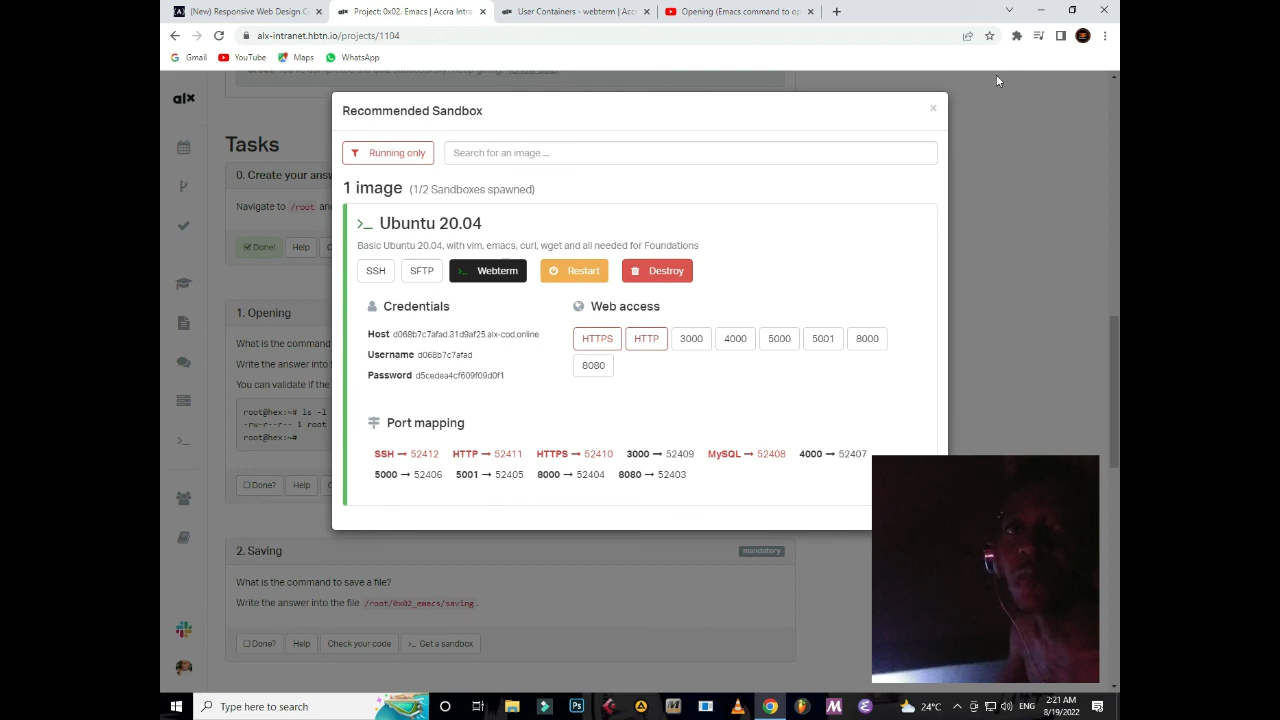 (New) Responsive Web Design C
Project: 0x02. Emacs | Accra Int
User Containers - webterm | Acc
Opening (Emacs command to op
alx-intranet.hbtn.io/projects/1104
Gmail
YouTube
Maps
WhatsApp
alx
Recommended Sandbox
×
Running only
Search for an image ...
1 image (1/2 Sandboxes spawned)
>_ Ubuntu 20.04
Basic Ubuntu 20.04, with vim, emacs, curl, wget and all needed for Foundations
SSH
SFTP
Webterm
Restart
Destroy
Credentials
Host d068b7c7afad.31d9af25.alx-cod.online
Username d068b7c7afad
Password d5cedea4cf609f09d0f1
Web access
HTTPS
HTTP
3000
4000
5000
5001
8000
8080
Port mapping
SSH → 52412 HTTP → 52411 HTTPS → 52410 3000 → 52409 MySQL → 52408 4000 → 52407
5000 → 52406 5001 → 52405 8000 → 52404 8080 → 52403
Tasks
0. Create your answ
Navigate to /root an
Done!
Help
1. Opening
What is the command
Write the answer into
You can validate if the
root@hex:~# ls -l
-rw-r--r-- 1 root
root@hex:~#
Done?
Help
2. Saving
mandatory
What is the command to save a file?
Write the answer into the file /root/0x02_emacs/saving.
Done?
Help
Check your code
>_ Get a sandbox
Type here to search
24°C
ENG
2:21 AM
8/19/2022